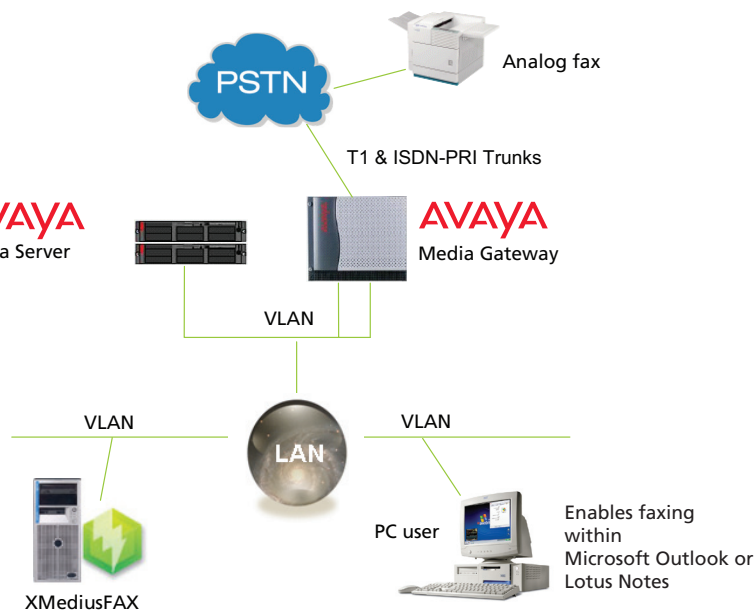 PSTN
Analog fax
T1 & ISDN-PRI Trunks
AVAYA
Server
AVAYA
Media Gateway
VLAN
VLAN
LAN
VLAN
PC user
Enables faxing
within
Microsoft Outlook or
Lotus Notes
XMediusFAX